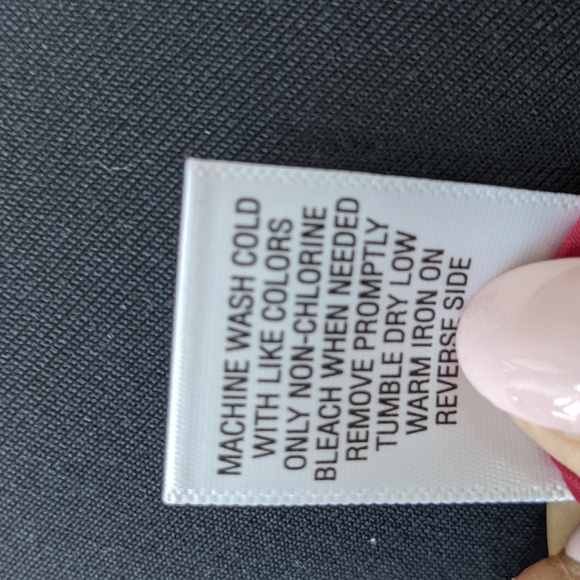 MACHINE WASH COLD
WITH LIKE COLORS
ONLY NON-CHLORINE
BLEACH WHEN NEEDED
REMOVE PROMPTLY
TUMBLE DRY LOW
WARM IRON ON
REVERSE SIDE